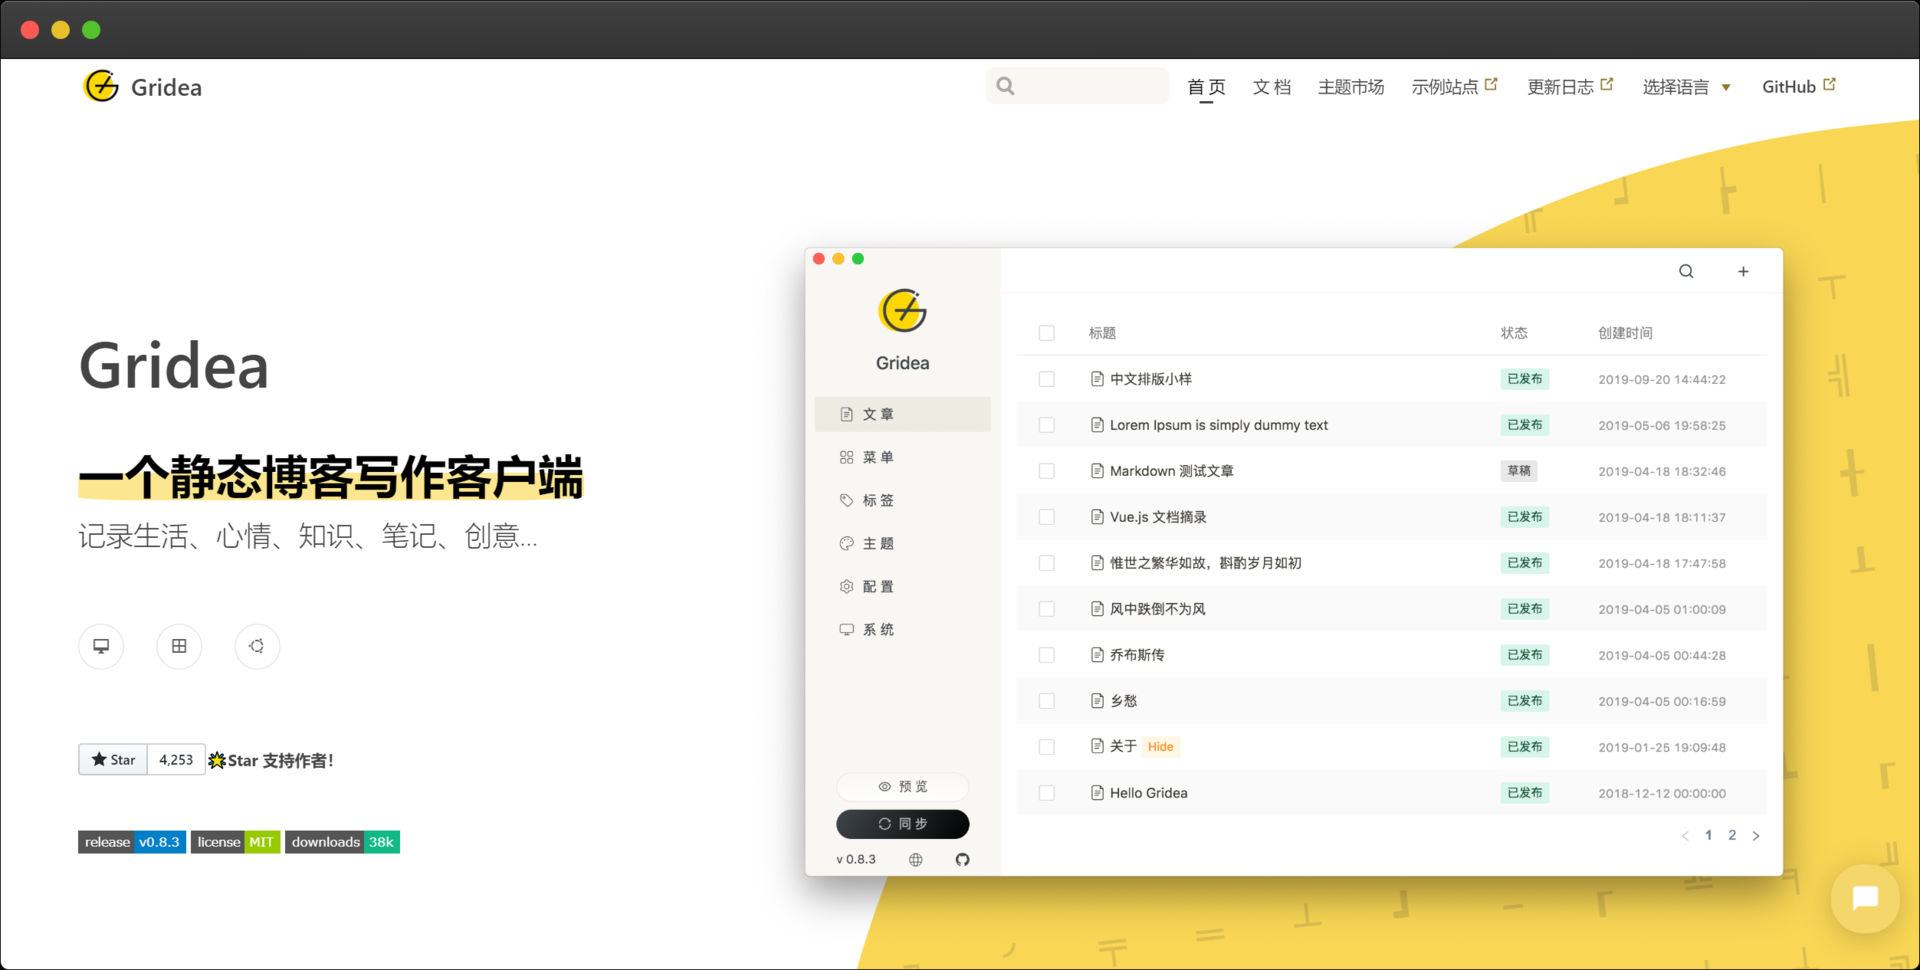 Gridea
首页 文档 主题市场 示例站点 更新日志 选择语言 GitHub
Gridea
一个静态博客写作客户端
记录生活、心情、知识、笔记、创意...
Star 4,253 Star 支持作者！
release v0.8.3 license MIT downloads 38k
Gridea
文章
菜单
标签
主题
配置
系统
预览
同步
v 0.8.3
标题 状态 创建时间
中文排版小样 已发布 2019-09-20 14:44:22
Lorem Ipsum is simply dummy text 已发布 2019-05-06 19:58:25
Markdown 测试文章 草稿 2019-04-18 18:32:46
Vue.js 文档摘录 已发布 2019-04-18 18:11:37
惟世之繁华如故，斟酌岁月如初 已发布 2019-04-18 17:47:58
风中跌倒不为风 已发布 2019-04-05 01:00:09
乔布斯传 已发布 2019-04-05 00:44:28
乡愁 已发布 2019-04-05 00:16:59
关于 Hide 已发布 2019-01-25 19:09:48
Hello Gridea 已发布 2018-12-12 00:00:00
< 1 2 >